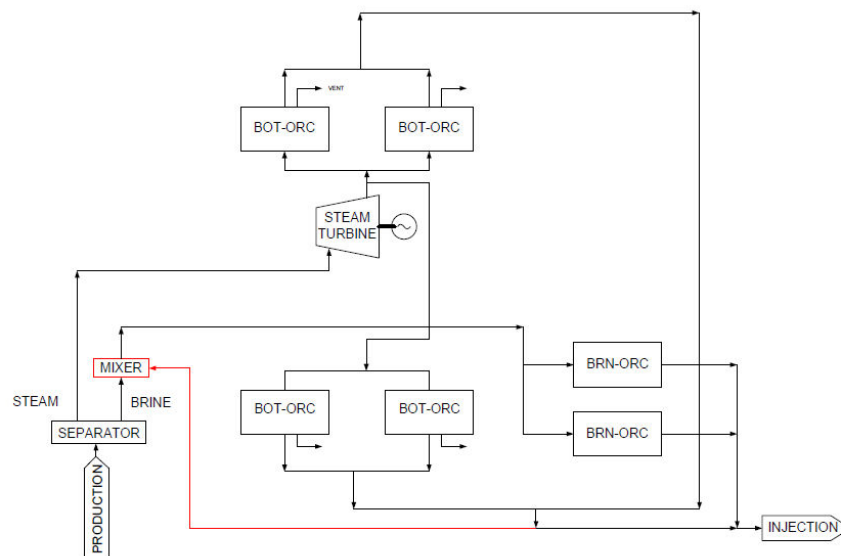 VENT
BOT-ORC
BOT-ORC
STEAM
TURBINE
MIXER
STEAM
BRINE
SEPARATOR
PRODUCTION
BOT-ORC
BOT-ORC
BRN-ORC
BRN-ORC
INJECTION